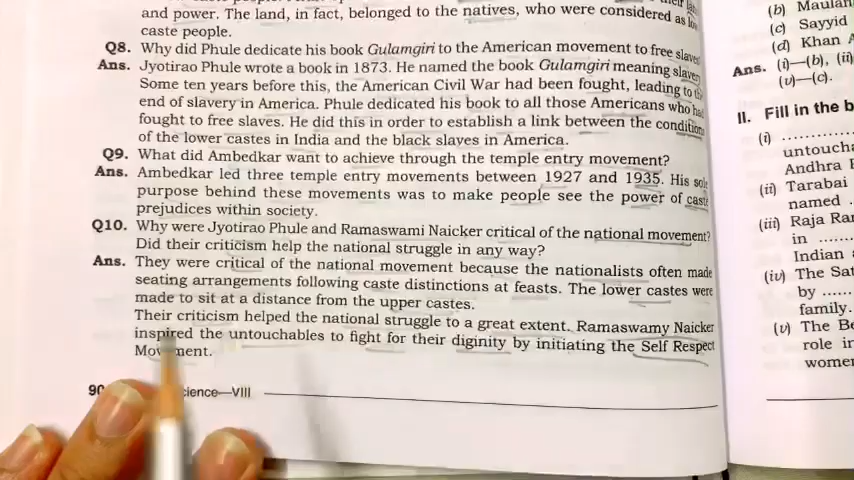 and power. The land, in fact, belonged to the natives, who were considered as low
caste people.
Q8. Why did Phule dedicate his book Gulamgiri to the American movement to free slaves
Ans. Jyotirao Phule wrote a book in 1873. He named the book Gulamgiri meaning slavery
Some ten years before this, the American Civil War had been fought, leading to the
end of slavery in America. Phule dedicated his book to all those Americans who had
fought to free slaves. He did this in order to establish a link between the conditions
of the lower castes in India and the black slaves in America.
Q9. What did Ambedkar want to achieve through the temple entry movement?
Ans. Ambedkar led three temple entry movements between 1927 and 1935. His sole
purpose behind these movements was to make people see the power of caste
prejudices within society.
Q10. Why were Jyotirao Phule and Ramaswami Naicker critical of the national movement?
Did their criticism help the national struggle in any way?
Ans. They were critical of the national movement because the nationalists often made
seating arrangements following caste distinctions at feasts. The lower castes were
made to sit at a distance from the upper castes.
Their criticism helped the national struggle to a great extent. Ramaswamy Naicker
inspired the untouchables to fight for their diginity by initiating the Self Respect
90 cience—VIII
(b)
(c) Sayyid
(d) Khan
Ans. (i)—(b), (ii)
(v)—(c).
II. Fill in the b
(i) ...........
untoucha
Andhra
(ii) Tarabai
named .
(iii) Raja Ra
in .......
Indian
(iv) The Sat
by ......
family.
(v) The Be
role in
women